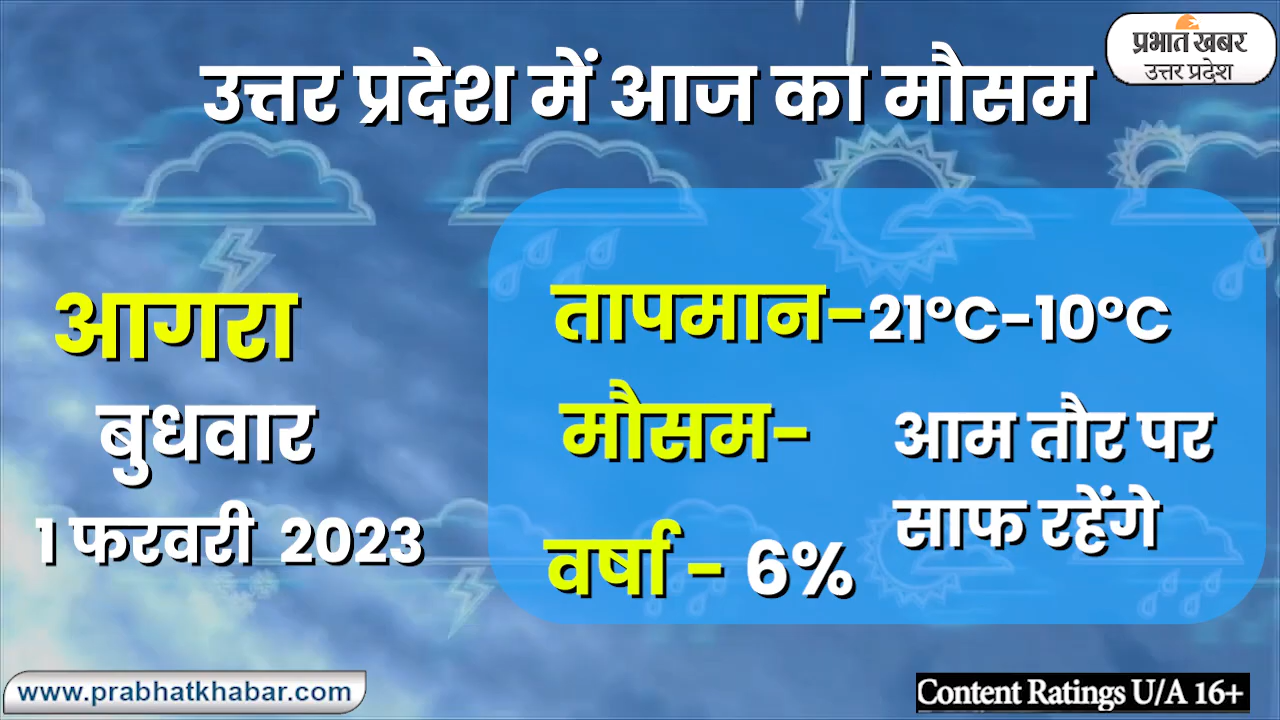 प्रभात खबर
उत्तर प्रदेश
उत्तर प्रदेश में आज का मौसम
आगरा
बुधवार
1 फरवरी 2023
तापमान-21°C-10°C
मौसम- आम तौर पर
साफ रहेंगे
वर्षा - 6%
www.prabhatkhabar.com
Content Ratings U/A 16+